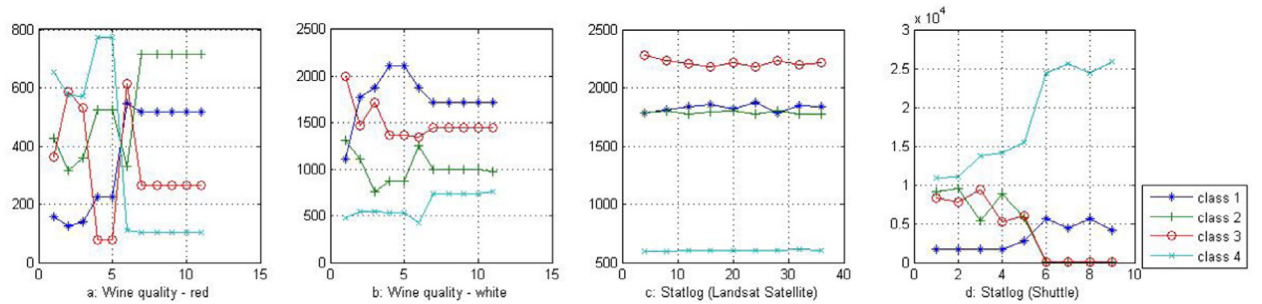 x 10⁴
800
600
400
200
0
0 5 10 15
a: Wine quality - red
2500
2000
1500
1000
500
0
0 5 10 15
b: Wine quality - white
2500
2000
1500
1000
500
0 10 20 30 40
c: Statlog (Landsat Satellite)
3
2.5
2
1.5
1
0.5
0
0 2 4 6 8 10
d: Statlog (Shuttle)
class 1
class 2
class 3
class 4